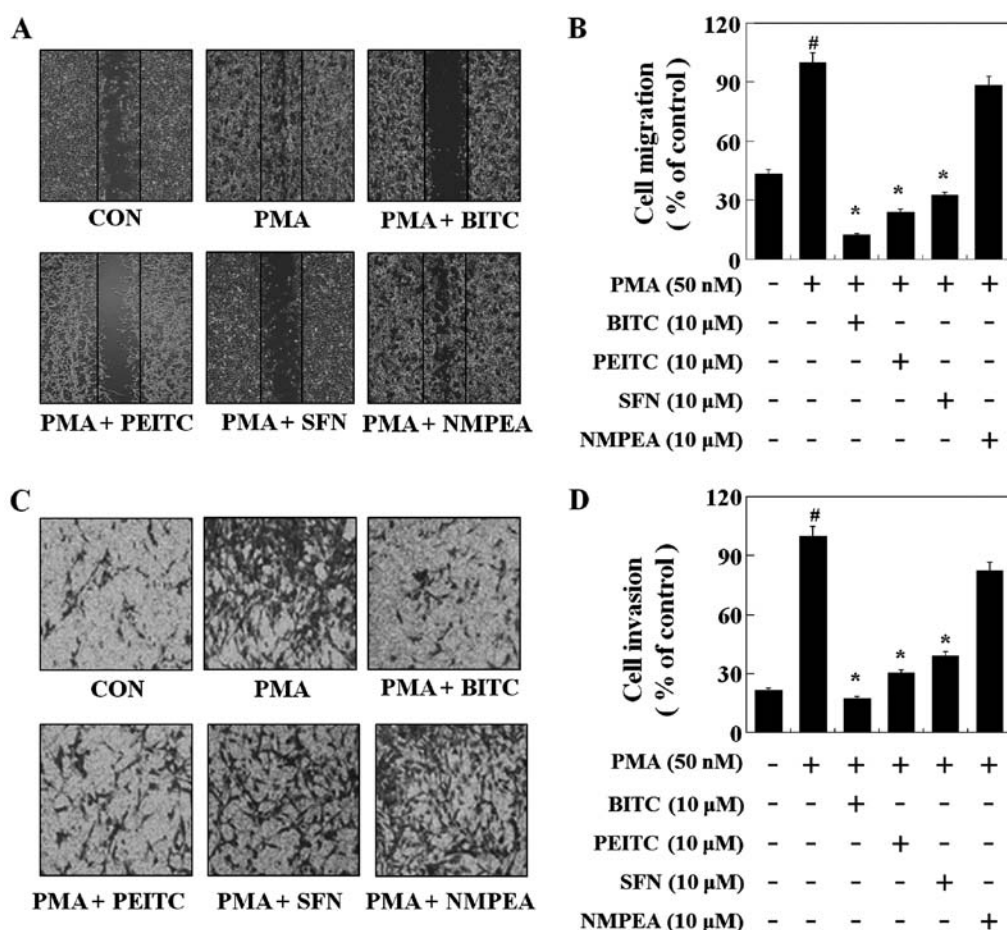 A
CON
PMA
PMA + BITC
PMA + PEITC
PMA + SFN
PMA + NMPEA
B
Cell migration
( % of control )
120
90
60
30
0
#
*
*
*
PMA (50 nM) - + + + + +
BITC (10 μM) - - + - - -
PEITC (10 μM) - - - + - -
SFN (10 μM) - - - - + -
NMPEA (10 μM) - - - - - +
C
CON
PMA
PMA + BITC
PMA + PEITC
PMA + SFN
PMA + NMPEA
D
Cell invasion
( % of control )
120
90
60
30
0
#
*
*
*
PMA (50 nM) - + + + + +
BITC (10 μM) - - + - - -
PEITC (10 μM) - - - + - -
SFN (10 μM) - - - - + -
NMPEA (10 μM) - - - - - +